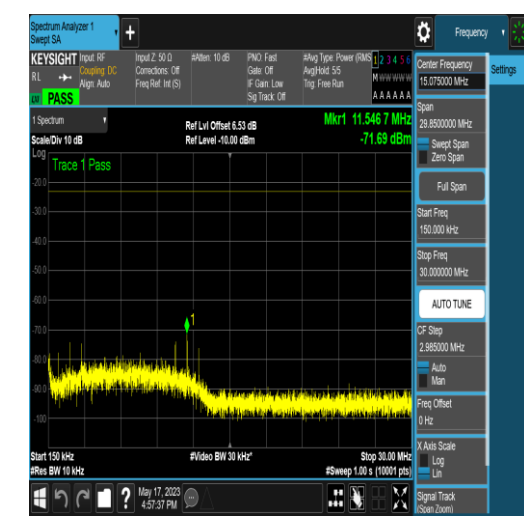 Spectrum Analyzer 1
Swept SA
+
Frequency
KEYSIGHT
Input: RF
Coupling: DC
Align: Auto
Input Z: 50 Ω
Corrections: Off
Freq Ref: Int (S)
#Atten: 10 dB
PNO: Fast
Gate: Off
IF Gain: Low
Sig Track: Off
#Avg Type: Power (RMS)
Avg|Hold: 5/5
Trig: Free Run
1 2 3 4 5 6
M W W W W W
A A A A A A
RL
PASS
1 Spectrum
Scale/Div 10 dB
Ref Lvl Offset 6.53 dB
Ref Level -10.00 dBm
Mkr1 11.546 7 MHz
-71.69 dBm
Log
Trace 1 Pass
-20.0
-30.0
-40.0
-50.0
-60.0
-70.0
-80.0
-90.0
-100
1
Start 150 kHz
#Res BW 10 kHz
#Video BW 30 kHz*
Stop 30.00 MHz
#Sweep 1.00 s (10001 pts)
Center Frequency
15.075000 MHz
Settings
Span
29.8500000 MHz
Swept Span
Zero Span
Full Span
Start Freq
150.000 kHz
Stop Freq
30.000000 MHz
AUTO TUNE
CF Step
2.985000 MHz
Auto
Man
Freq Offset
0 Hz
X Axis Scale
Log
Lin
Signal Track
(Span Zoom)
?
May 17, 2023
4:57:37 PM